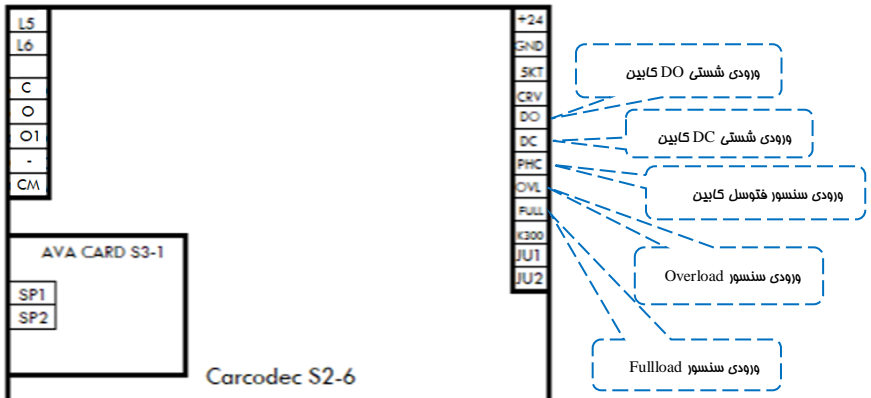 L5
L6
C
O
O1
-
CM
AVA CARD S3-1
SP1
SP2
Carcodec S2-6
+24
GND
5KT
CRV
DO
DC
PHC
OVL
FULL
K300
JU1
JU2
ورودی شستی DO کابین
ورودی شستی DC کابین
ورودی سنسور فتوسل کابین
ورودی سنسور Overload
ورودی سنسور Fullload